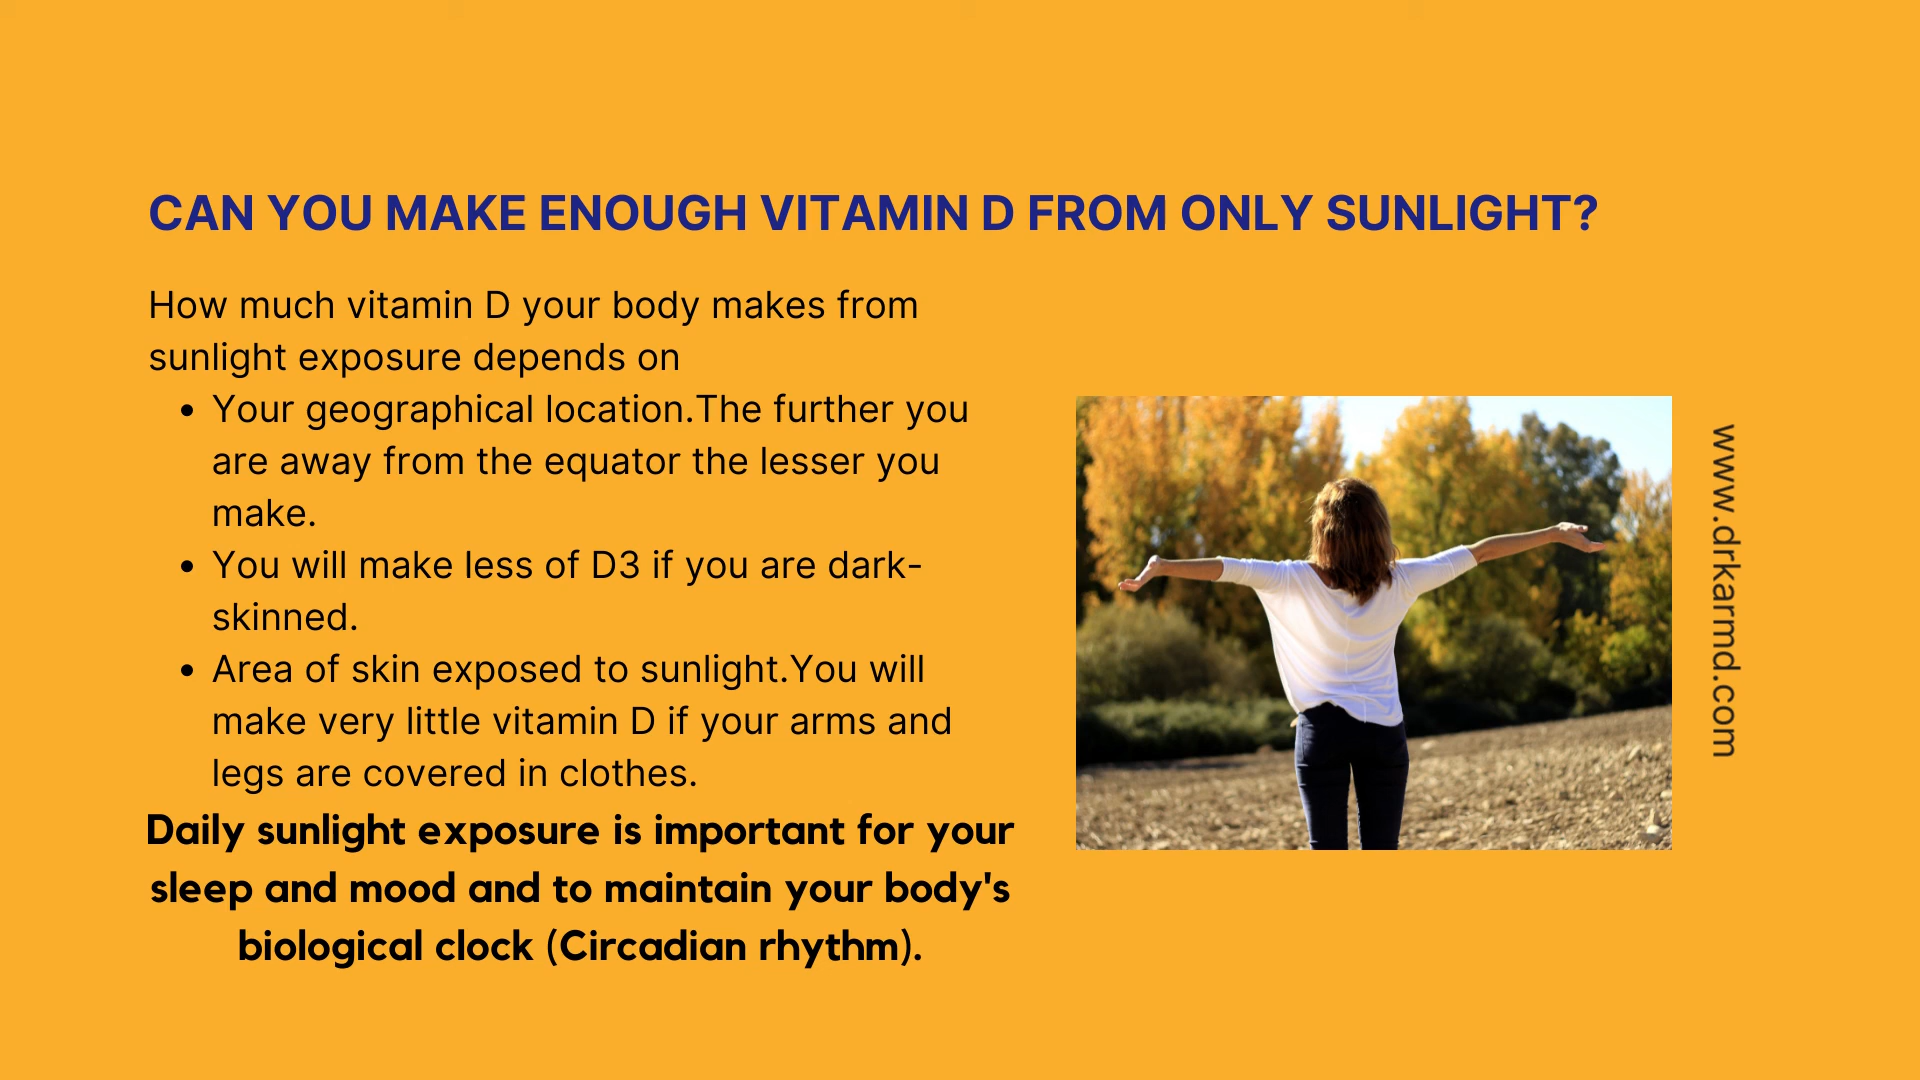 CAN YOU MAKE ENOUGH VITAMIN D FROM ONLY SUNLIGHT?
How much vitamin D your body makes from
sunlight exposure depends on
• Your geographical location.The further you
are away from the equator the lesser you
make.
• You will make less of D3 if you are dark-
skinned.
• Area of skin exposed to sunlight.You will
make very little vitamin D if your arms and
legs are covered in clothes.
Daily sunlight exposure is important for your
sleep and mood and to maintain your body's
biological clock (Circadian rhythm).
www.drkarmd.com